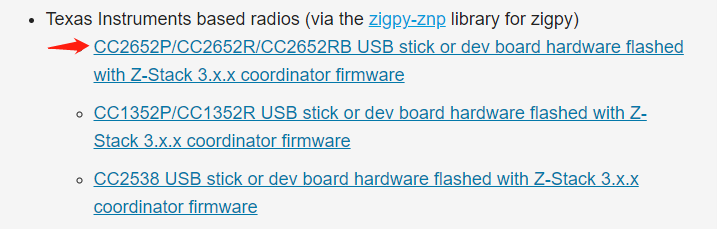 Texas Instruments based radios (via the zigpy-znp library for zigpy)
CC2652P/CC2652R/CC2652RB USB stick or dev board hardware flashed
with Z-Stack 3.x.x coordinator firmware
CC1352P/CC1352R USB stick or dev board hardware flashed with Z-
Stack 3.x.x coordinator firmware
CC2538 USB stick or dev board hardware flashed with Z-Stack 3.x.x
coordinator firmware